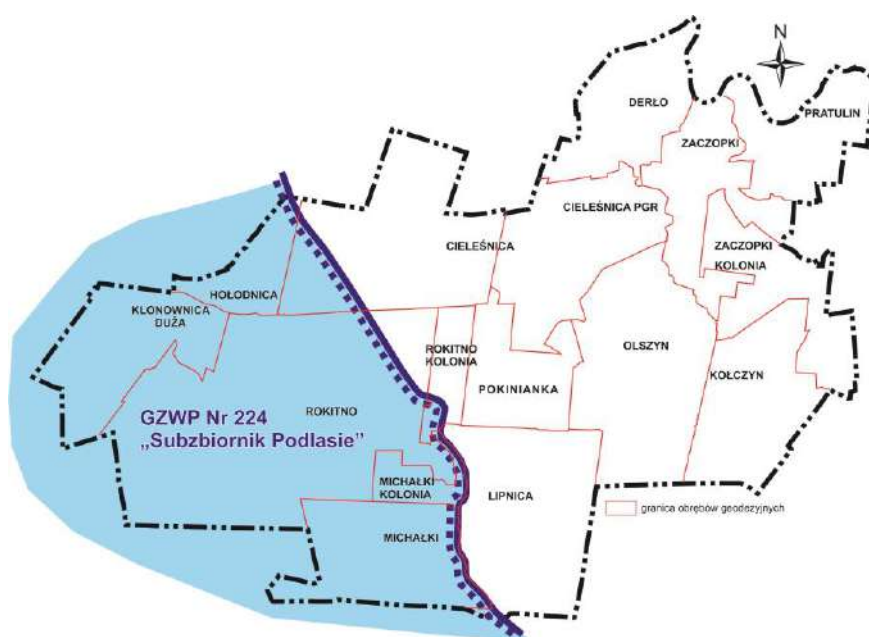 N
DERŁO
PRATULIN
ZACZOPKI
CIELEŚNICA PGR
CIELEŚNICA
ZACZOPKI
KOLONIA
HOŁODNICA
KLONOWNICA
DUŻA
OLSZYN
ROKITNO
KOLONIA
KOŁCZYN
POKINIANKA
ROKITNO
GZWP Nr 224
„Subzbiornik Podlasie”
MICHAŁKI
KOLONIA
LIPNICA
granica obrębów geodezyjnych
MICHAŁKI